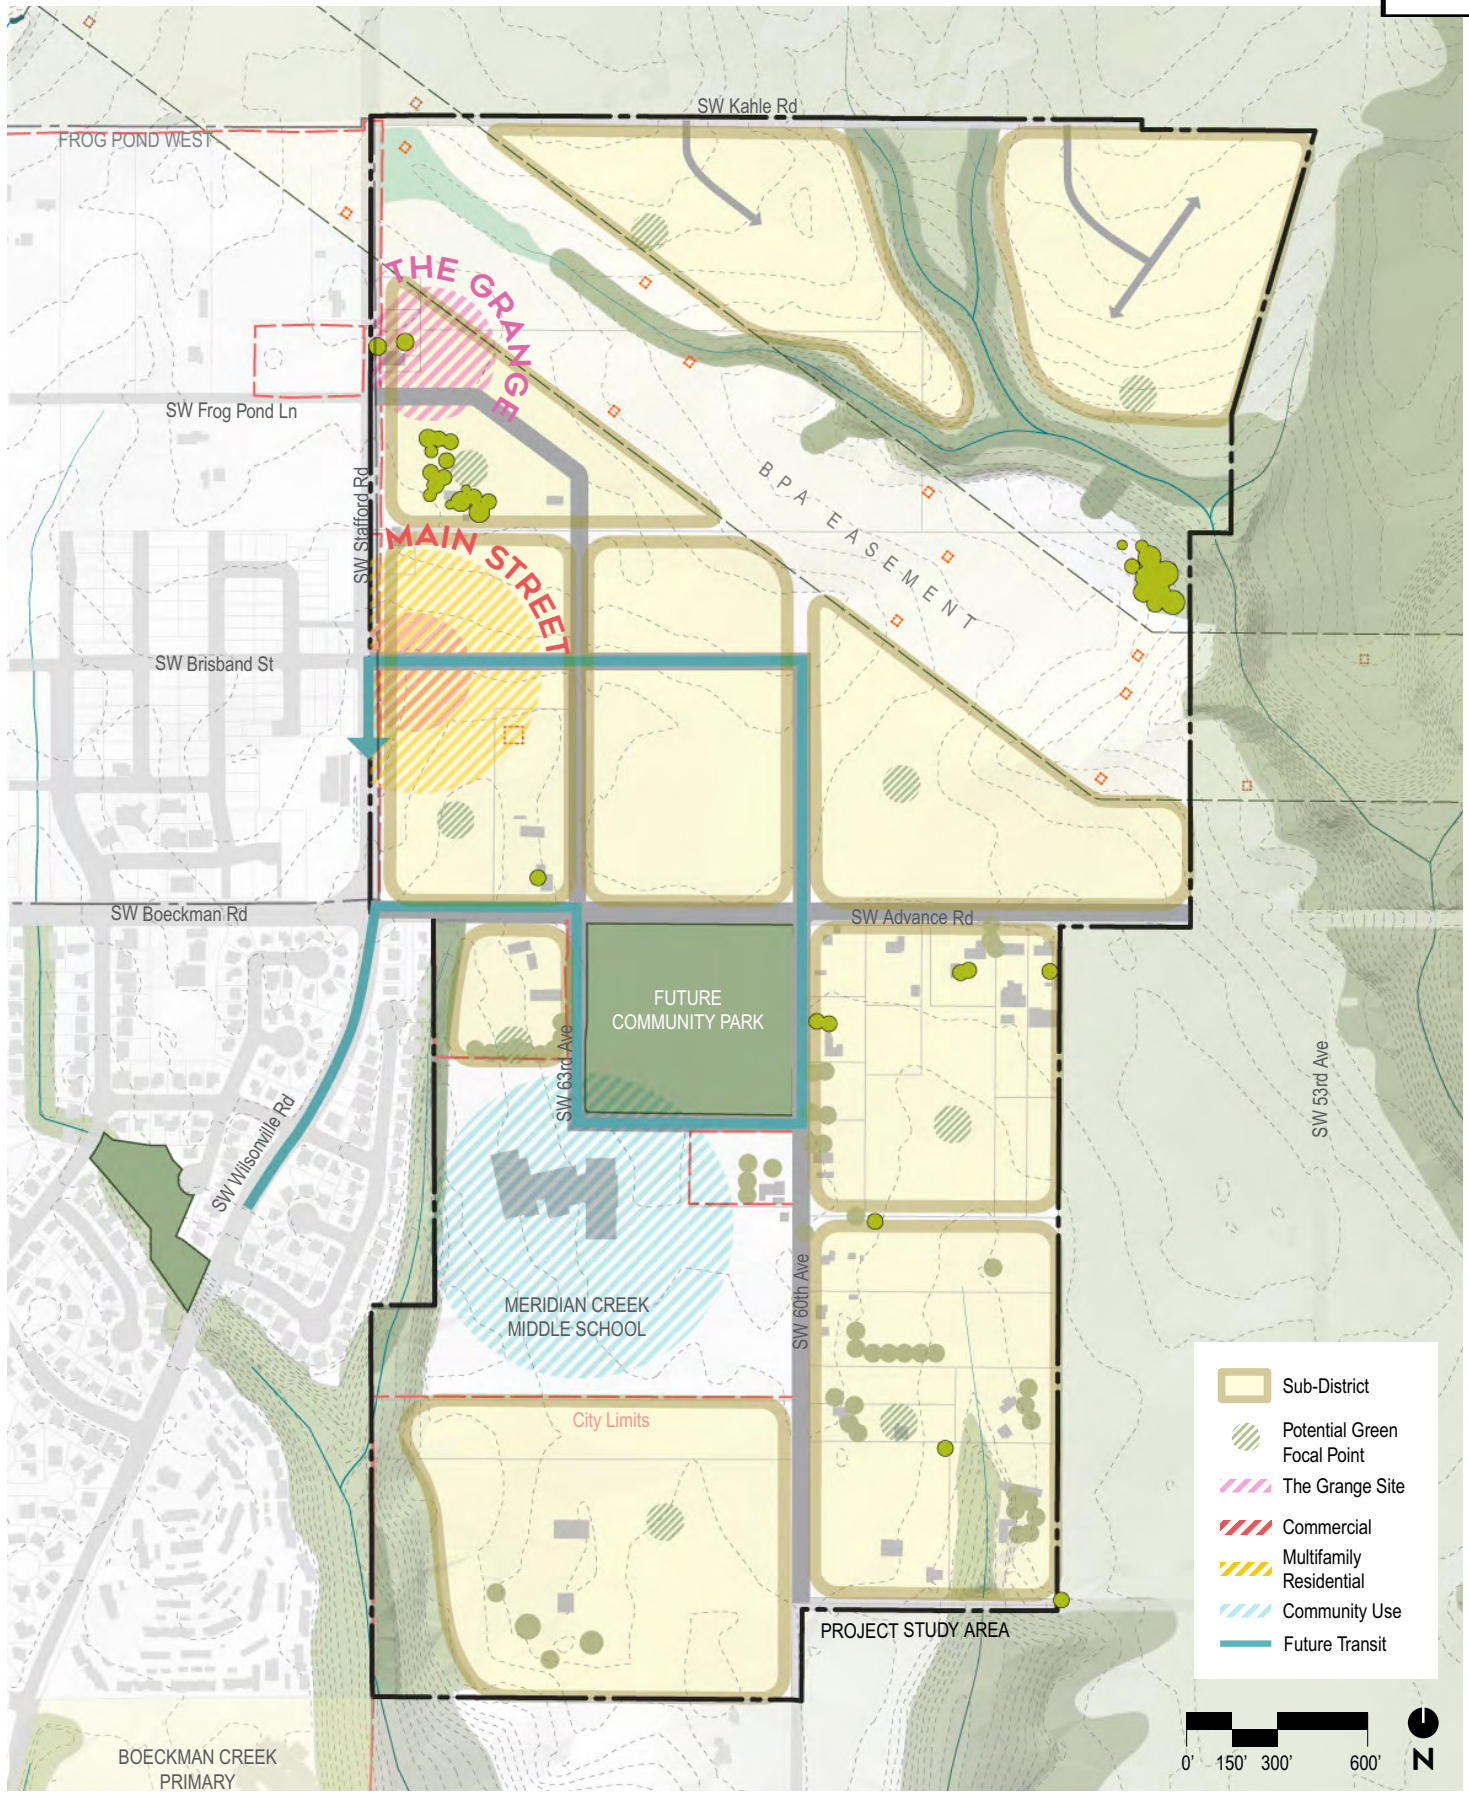 SW Kahle Rd
FROG POND WEST
THE GRANGE
SW Frog Pond Ln
SW Stafford Rd
BPA EASEMENT
MAIN STREET
SW Brisband St
SW Boeckman Rd
SW Advance Rd
FUTURE
COMMUNITY PARK
SW 63rd Ave
SW 53rd Ave
SW Wilsonville Rd
SW 60th Ave
MERIDIAN CREEK
MIDDLE SCHOOL
City Limits
PROJECT STUDY AREA
BOECKMAN CREEK
PRIMARY
Sub-District
Potential Green
Focal Point
The Grange Site
Commercial
Multifamily
Residential
Community Use
Future Transit
0' 150' 300' 600'
N